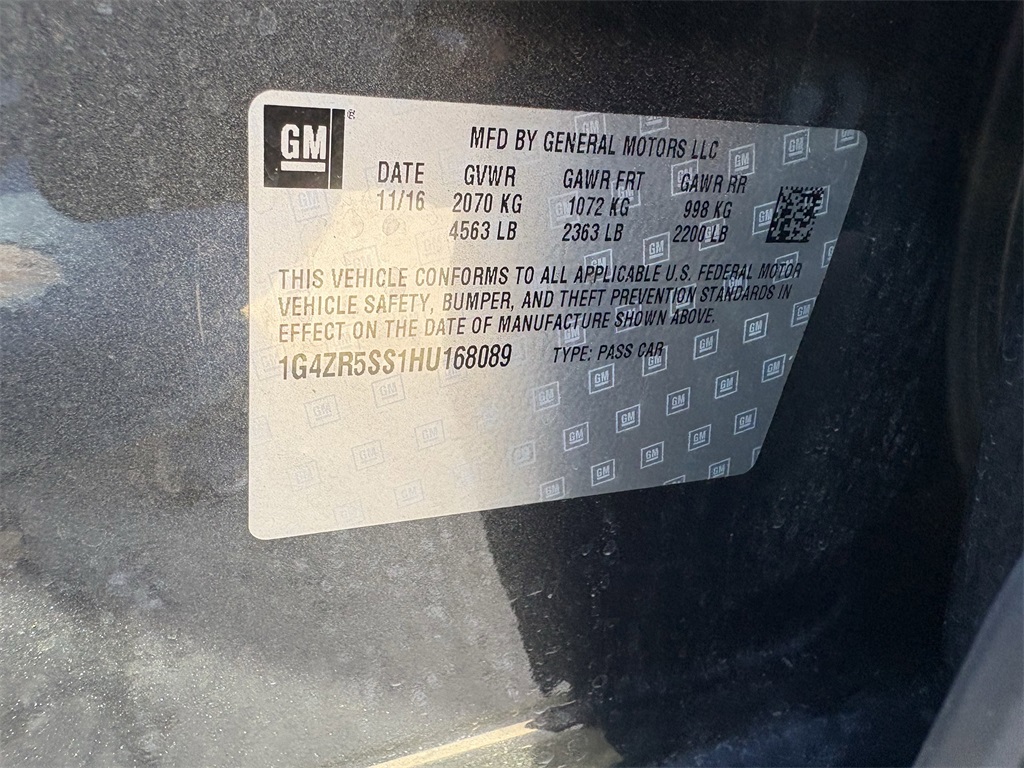 GM
MFD BY GENERAL MOTORS LLC
DATE GVWR GAWR FRT GAWR RR
11/16 2070 KG 1072 KG 998 KG
4563 LB 2363 LB 2200 LB
THIS VEHICLE CONFORMS TO ALL APPLICABLE U.S. FEDERAL MOTOR
VEHICLE SAFETY, BUMPER, AND THEFT PREVENTION STANDARDS IN
EFFECT ON THE DATE OF MANUFACTURE SHOWN ABOVE.
1G4ZR5SS1HU168089 TYPE: PASS CAR